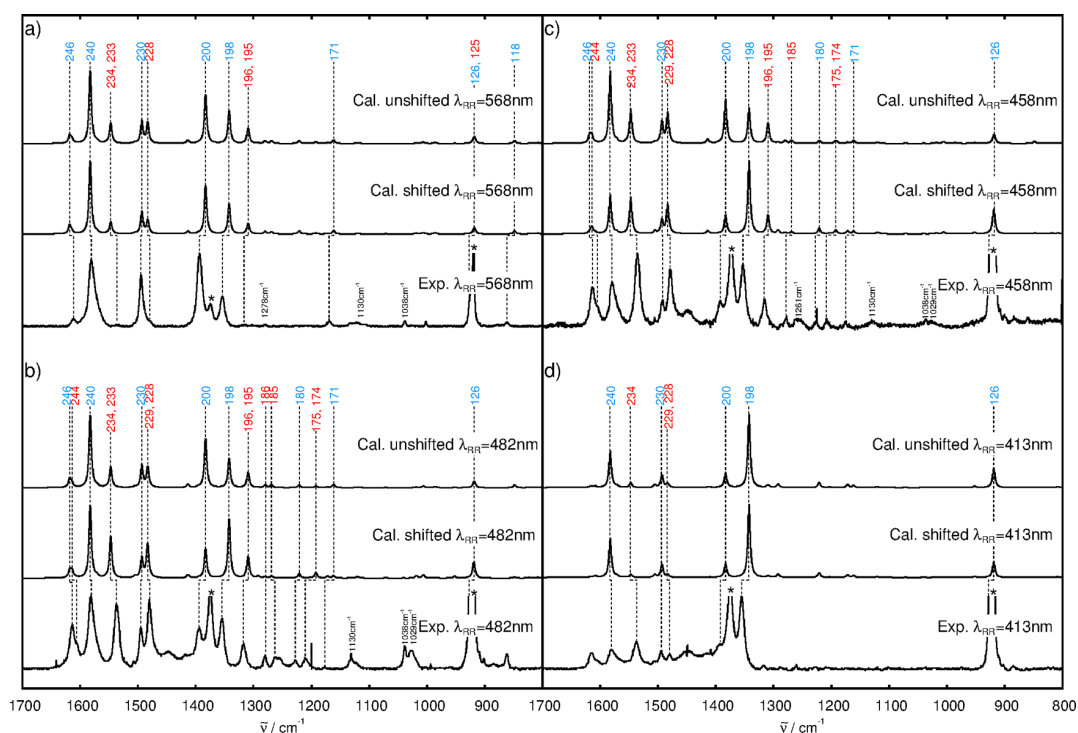 a)
246
240
234, 233
230
228
200
198
196, 195
171
126, 125
118
Cal. unshifted λRR=568nm
Cal. shifted λRR=568nm
*
*
Exp. λRR=568nm
1278cm⁻¹
1130cm⁻¹
1038cm⁻¹
c)
246
244
240
234, 233
230
229, 228
200
198
196, 195
185
180
175, 174
171
126
Cal. unshifted λRR=458nm
Cal. shifted λRR=458nm
*
*
Exp. λRR=458nm
1261cm⁻¹
1130cm⁻¹
1038cm⁻¹
1029cm⁻¹
b)
246
244
240
234, 233
230
229, 228
200
198
196, 195
186
185
180
175, 174
171
126
Cal. unshifted λRR=482nm
Cal. shifted λRR=482nm
*
*
Exp. λRR=482nm
1130cm⁻¹
1038cm⁻¹
1029cm⁻¹
d)
240
234
230
229, 228
200
198
126
Cal. unshifted λRR=413nm
Cal. shifted λRR=413nm
*
*
Exp. λRR=413nm
1700 1600 1500 1400 1300 1200 1100 1000 900 1700 1600 1500 1400 1300 1200 1100 1000 900 800
ṽ / cm⁻¹ ṽ / cm⁻¹